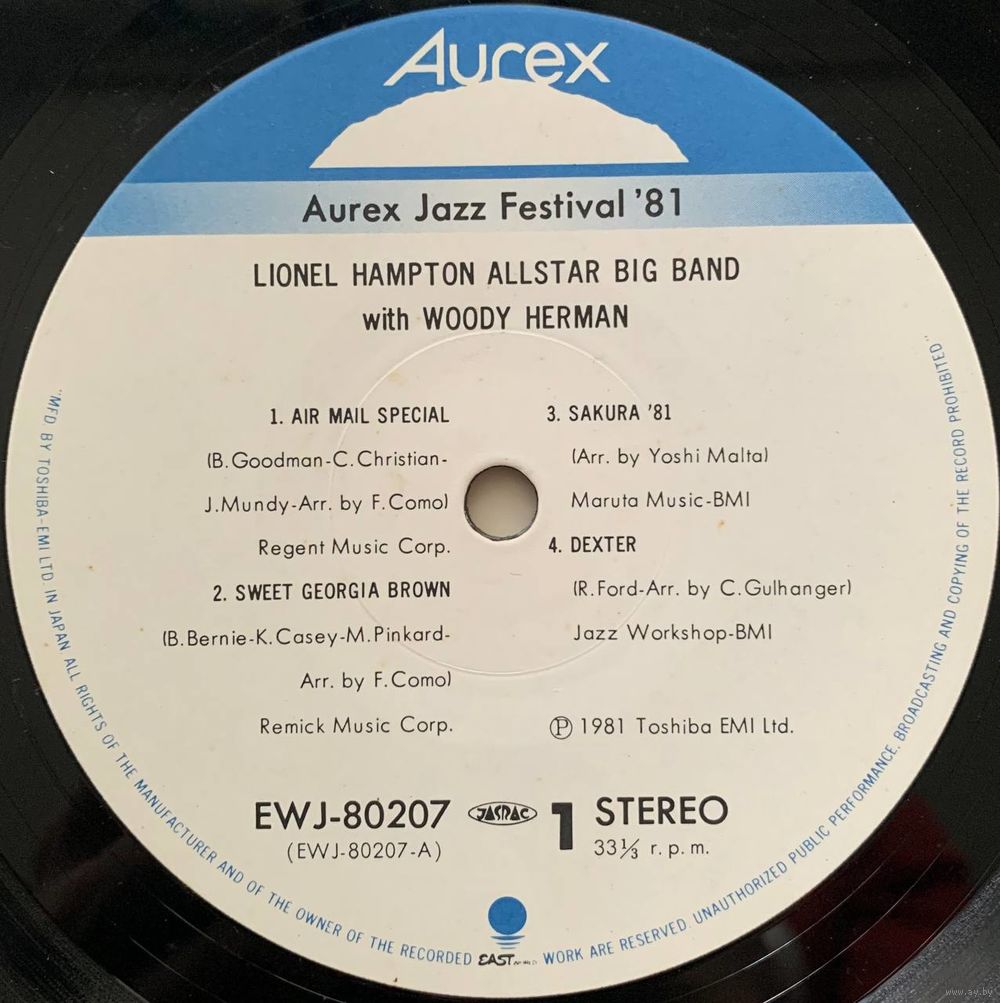 Aurex
Aurex Jazz Festival '81
LIONEL HAMPTON ALLSTAR BIG BAND
with WOODY HERMAN
1. AIR MAIL SPECIAL
(B.Goodman-C.Christian-
J.Mundy-Arr. by F.Como)
Regent Music Corp.
2. SWEET GEORGIA BROWN
(B.Bernie-K.Casey-M.Pinkard-
Arr. by F.Como)
Remick Music Corp.
3. SAKURA '81
(Arr. by Yoshi Malta)
Maruta Music-BMI
4. DEXTER
(R.Ford-Arr. by C.Gulhanger)
Jazz Workshop-BMI
Ⓟ 1981 Toshiba EMI Ltd.
EWJ-80207
(EWJ-80207-A)
JASRAC
1
STEREO
33⅓ r.p.m.
"MFD. BY TOSHIBA-EMI LTD. IN JAPAN ALL RIGHTS OF THE MANUFACTURER AND OF THE OWNER OF THE RECORDED WORK ARE RESERVED. UNAUTHORIZED PUBLIC PERFORMANCE. BROADCASTING AND COPYING OF THE RECORD PROHIBITED"
EAST
www.ay.by